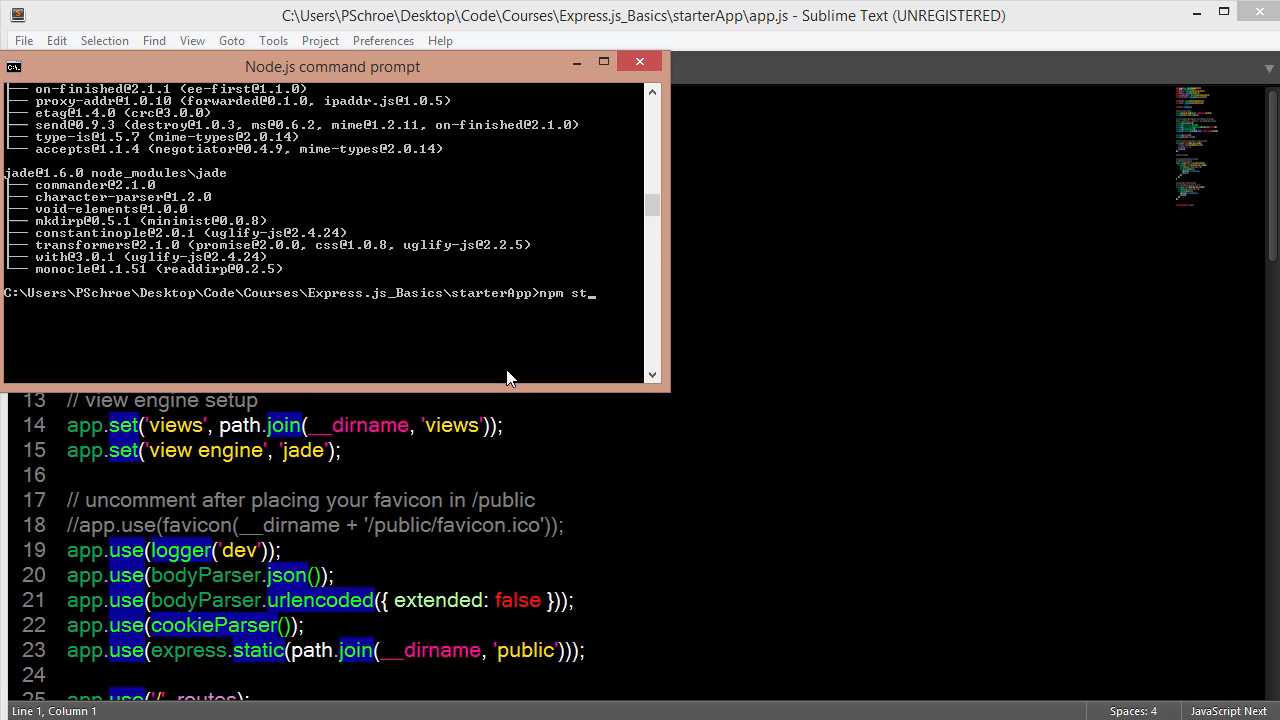 C:\Users\PSchroe\Desktop\Code\Courses\Express.js_Basics\starterApp\app.js - Sublime Text (UNREGISTERED)
File Edit Selection Find View Goto Tools Project Preferences Help
Node.js command prompt
├── on-finished@2.1.1 (ee-first@1.1.0)
├── proxy-addr@1.0.10 (forwarded@0.1.0, ipaddr.js@1.0.5)
├── etag@1.4.0 (crc@3.0.0)
├── send@0.9.3 (destroy@1.0.3, ms@0.6.2, mime@1.2.11, on-finished@2.1.0)
├── type-is@1.5.7 (mime-types@2.0.14)
└── accepts@1.1.4 (negotiator@0.4.9, mime-types@2.0.14)
jade@1.6.0 node_modules\jade
├── commander@2.1.0
├── character-parser@1.2.0
├── void-elements@1.0.0
├── mkdirp@0.5.1 (minimist@0.0.8)
├── constantinople@2.0.1 (uglify-js@2.4.24)
├── transformers@2.1.0 (promise@2.0.0, css@1.0.8, uglify-js@2.2.5)
├── with@3.0.1 (uglify-js@2.4.24)
└── monocle@1.1.51 (readdirp@0.2.5)
C:\Users\PSchroe\Desktop\Code\Courses\Express.js_Basics\starterApp>npm st_
13 // view engine setup
14 app.set('views', path.join(__dirname, 'views'));
15 app.set('view engine', 'jade');
16
17 // uncomment after placing your favicon in /public
18 //app.use(favicon(__dirname + '/public/favicon.ico'));
19 app.use(logger('dev'));
20 app.use(bodyParser.json());
21 app.use(bodyParser.urlencoded({ extended: false }));
22 app.use(cookieParser());
23 app.use(express.static(path.join(__dirname, 'public')));
24
25 app.use('/', routes);
Line 1, Column 1
Spaces: 4
JavaScript Next